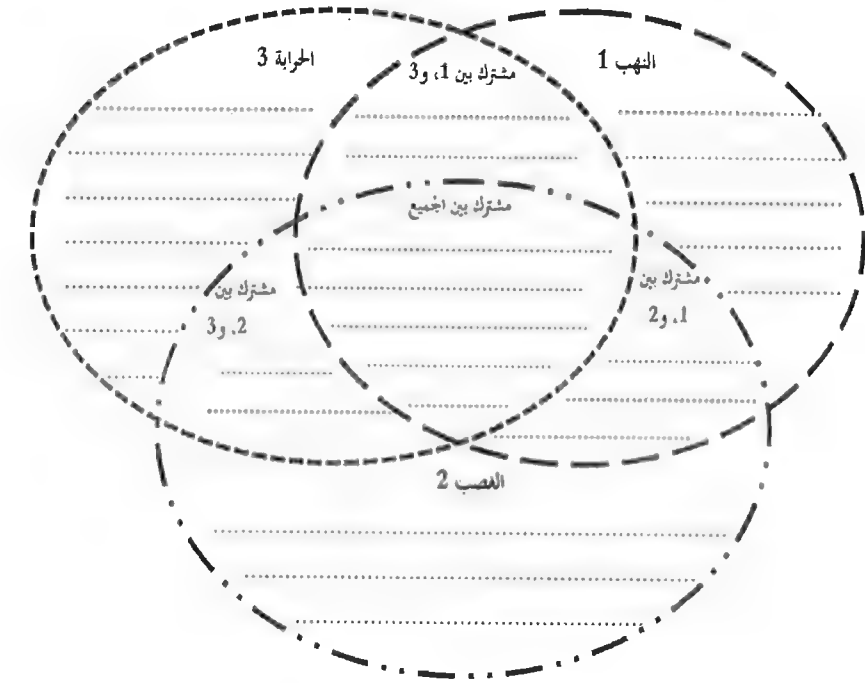 النهب 1
مشترك بين 1، و3
الحرابة 3
مشترك بين الجميع
مشترك بين
1، و2
مشترك بين
2، و3
الغصب 2